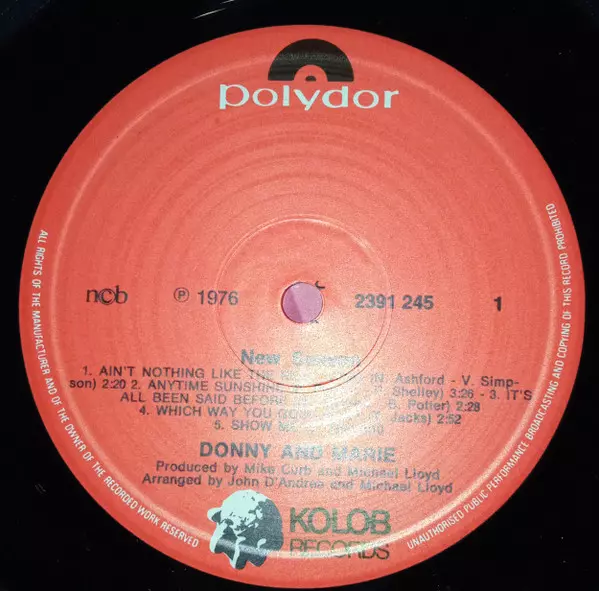 polydor
ncb
℗ 1976
2391 245
1
New
1. AIN'T NOTHING LIKE THE Ashford - V. Simp-
son) 2:20 2. ANYTIME SUNSHINE Shelley) 3:26 - 3. IT'S
ALL BEEN SAID BEFORE B. Potter) 2:28
4. WHICH WAY YOU Jacks) 2:52
5. SHOW
DONNY AND MARIE
Produced by Mike Curb and Michael Lloyd
Arranged by John D'Andrea and Michael Lloyd
KOLOB
RECORDS
ALL RIGHTS OF THE MANUFACTURER AND OF THE OWNER OF THE RECORDED WORK RESERVED
UNAUTHORISED PUBLIC PERFORMANCE BROADCASTING AND COPYING OF THIS RECORD PROHIBITED